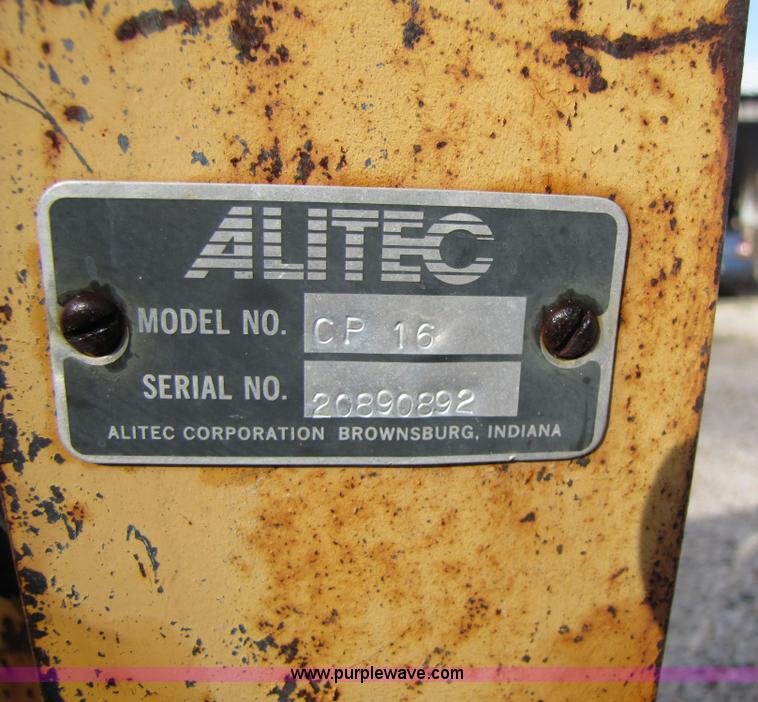 ALITEC
MODEL NO. CP 16
SERIAL NO. 20890892
ALITEC CORPORATION BROWNSBURG, INDIANA
www.purplewave.com